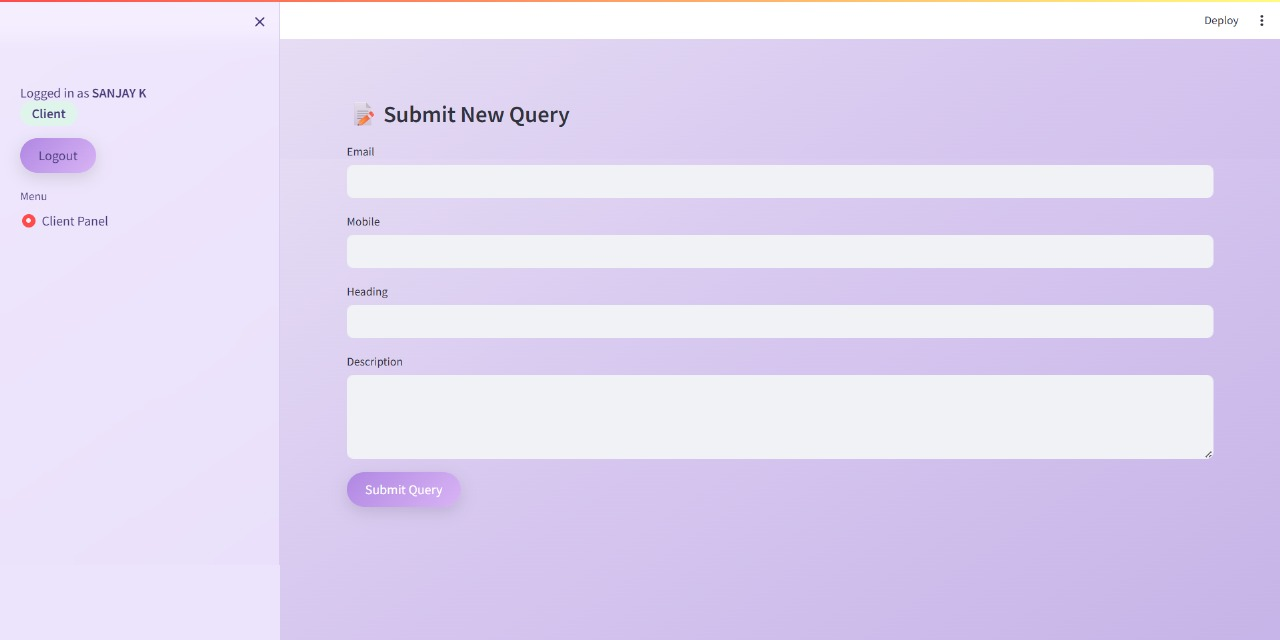 Deploy
Logged in as SANJAY K
Client
Logout
Menu
Client Panel
Submit New Query
Email
Mobile
Heading
Description
Submit Query